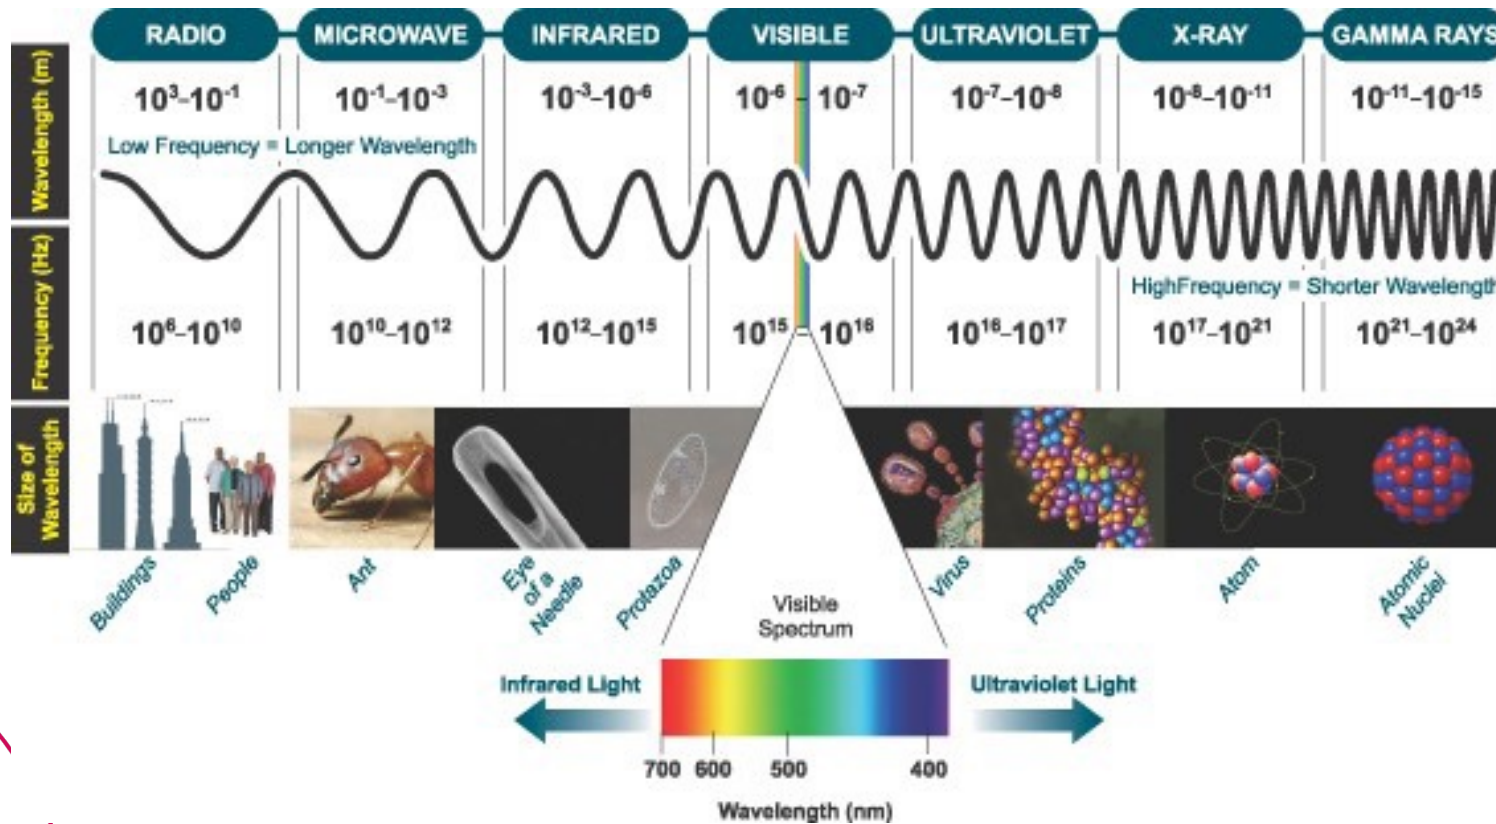 RADIO MICROWAVE INFRARED VISIBLE ULTRAVIOLET X-RAY GAMMA RAYS
Wavelength (m)
10³–10⁻¹ 10⁻¹–10⁻³ 10⁻³–10⁻⁶ 10⁻⁶ – 10⁻⁷ 10⁻⁷–10⁻⁸ 10⁻⁸–10⁻¹¹ 10⁻¹¹–10⁻¹⁵
Low Frequency = Longer Wavelength
HighFrequency = Shorter Wavelength
Frequency (Hz)
10⁶–10¹⁰ 10¹⁰–10¹² 10¹²–10¹⁵ 10¹⁵ – 10¹⁶ 10¹⁶–10¹⁷ 10¹⁷–10²¹ 10²¹–10²⁴
Size of
Wavelength
Buildings
People
Ant
Eye
of a
Needle
Protazoa
Virus
Proteins
Atom
Atomic
Nuclei
Visible
Spectrum
Infrared Light
Ultraviolet Light
700 600 500 400
Wavelength (nm)